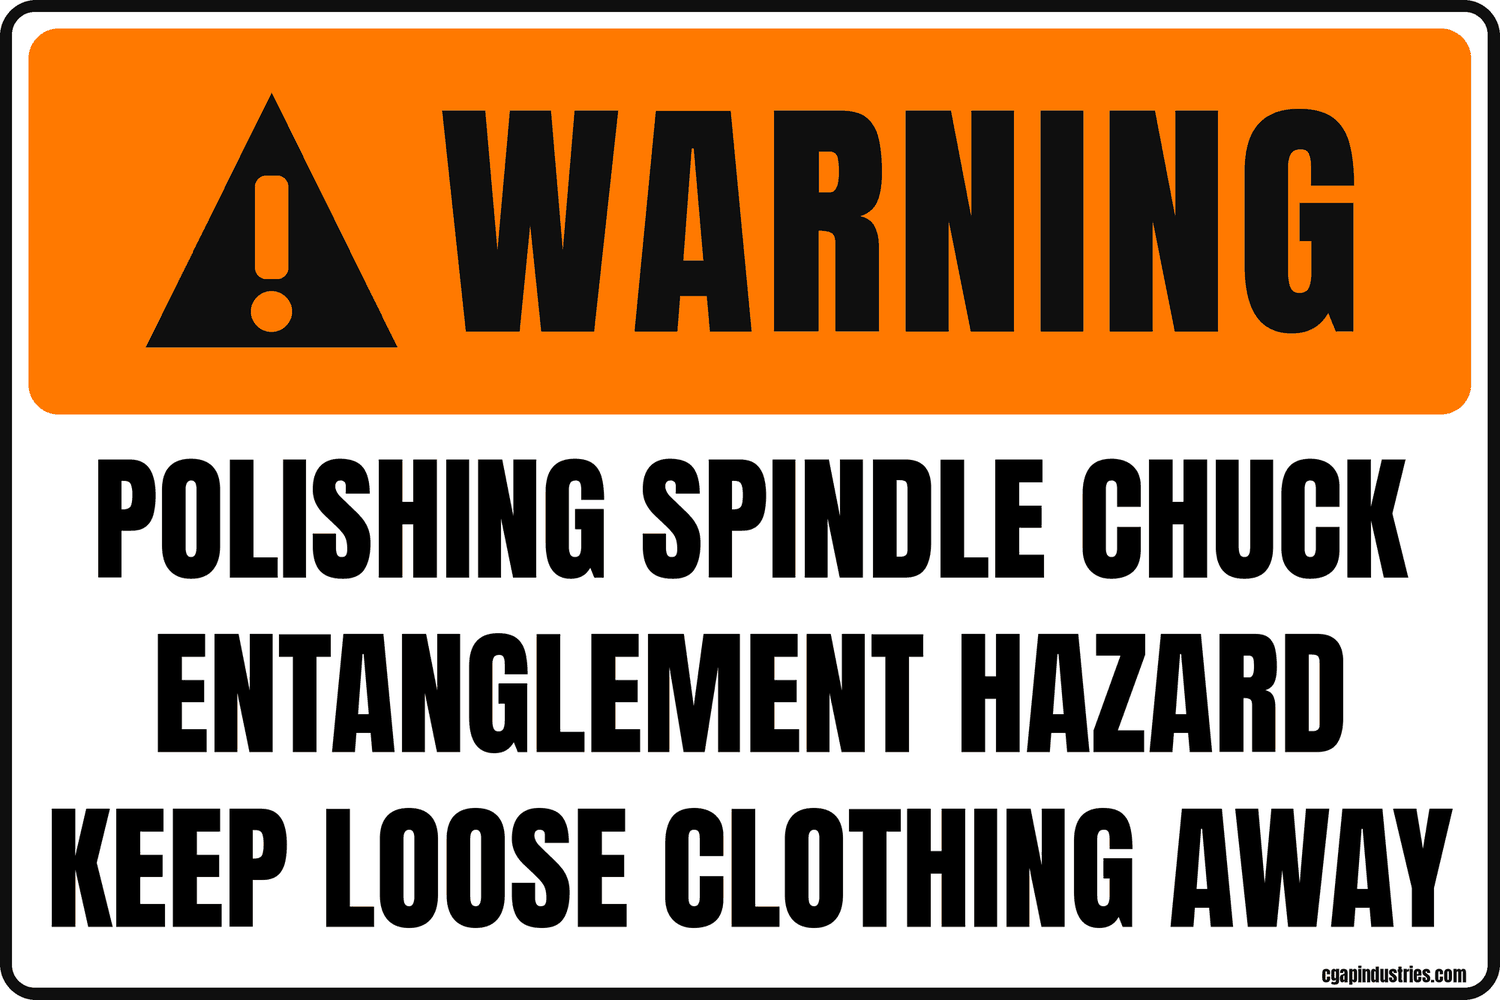 WARNING
POLISHING SPINDLE CHUCK
ENTANGLEMENT HAZARD
KEEP LOOSE CLOTHING AWAY
cgapindustries.com